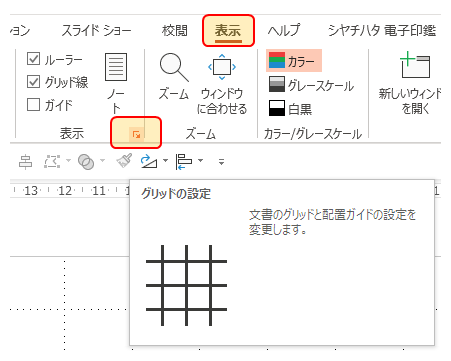 ション スライド ショー 校閲 表示 ヘルプ シヤチハタ 電子印鑑
ルーラー
グリッド線
ガイド
ノー
ト
ズーム
ウィンドウ
に合わせる
カラー
グレースケール
白黒
新しいウィンド
を開く
表示 ズーム カラー/グレースケール
13 12 11
グリッドの設定
文書のグリッドと配置ガイドの設定を
変更します。